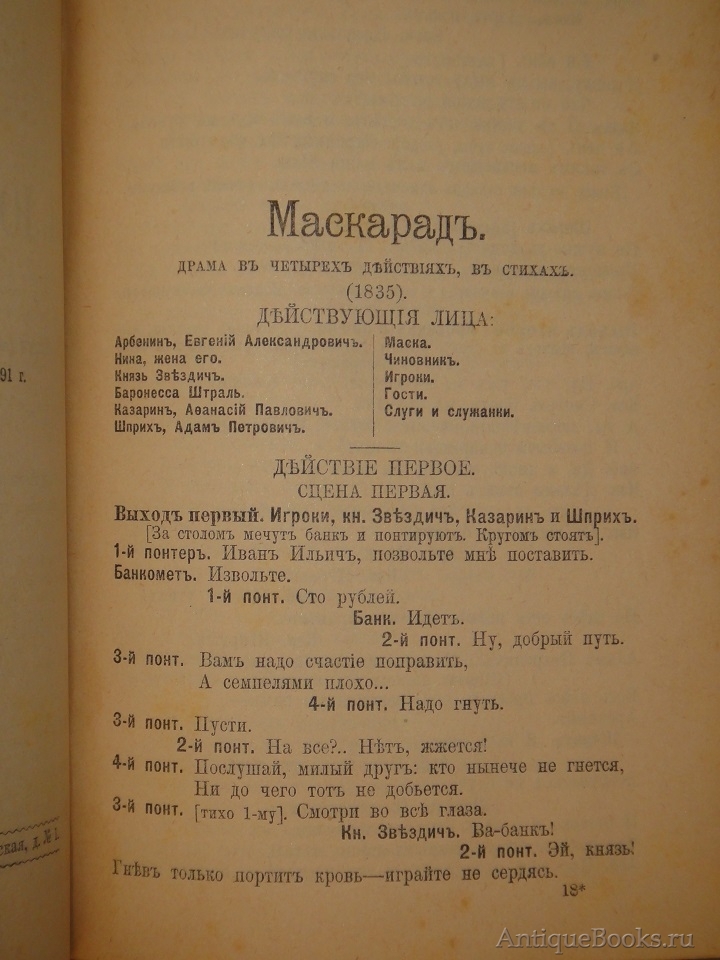 Маскарадъ.
ДРАМА ВЪ ЧЕТЫРЕХЪ ДѢЙСТВІЯХЪ, ВЪ СТИХАХЪ.
(1835).
ДѢЙСТВУЮЩІЯ ЛИЦА:
Арбенинъ, Евгеній Александровичъ.
Нина, жена его.
Князь Звѣздичъ.
Баронесса Штраль.
Казаринъ, Аѳанасій Павловичъ.
Шприхъ, Адамъ Петровичъ.
Маска.
Чиновникъ.
Игроки.
Гости.
Слуги и служанки.
ДѢЙСТВІЕ ПЕРВОЕ.
СЦЕНА ПЕРВАЯ.
Выходъ первый. Игроки, кн. Звѣздичъ, Казаринъ и Шприхъ.
[За столомъ мечутъ банкъ и понтируютъ. Кругомъ стоятъ].
1-й понтеръ. Иванъ Ильичъ, позвольте мнѣ поставить.
Банкометъ. Извольте.
1-й понт. Сто рублей.
Банк. Идетъ.
2-й понт. Ну, добрый путь.
3-й понт. Вамъ надо счастіе поправить,
А семпелями плохо...
4-й понт. Надо гнуть.
3-й понт. Пусти.
2-й понт. На все?.. Нѣтъ, жжется!
4-й понт. Послушай, милый другъ: кто нынече не гнется,
Ни до чего тотъ не добьется.
3-й понт. [тихо 1-му]. Смотри во всѣ глаза.
Кн. Звѣздичъ. Ва-банкъ!
2-й понт. Эй, князь!
Гнѣвъ только портитъ кровь—играйте не сердясь.
18*
91 г.
ская, д. №
AntiqueBooks.ru